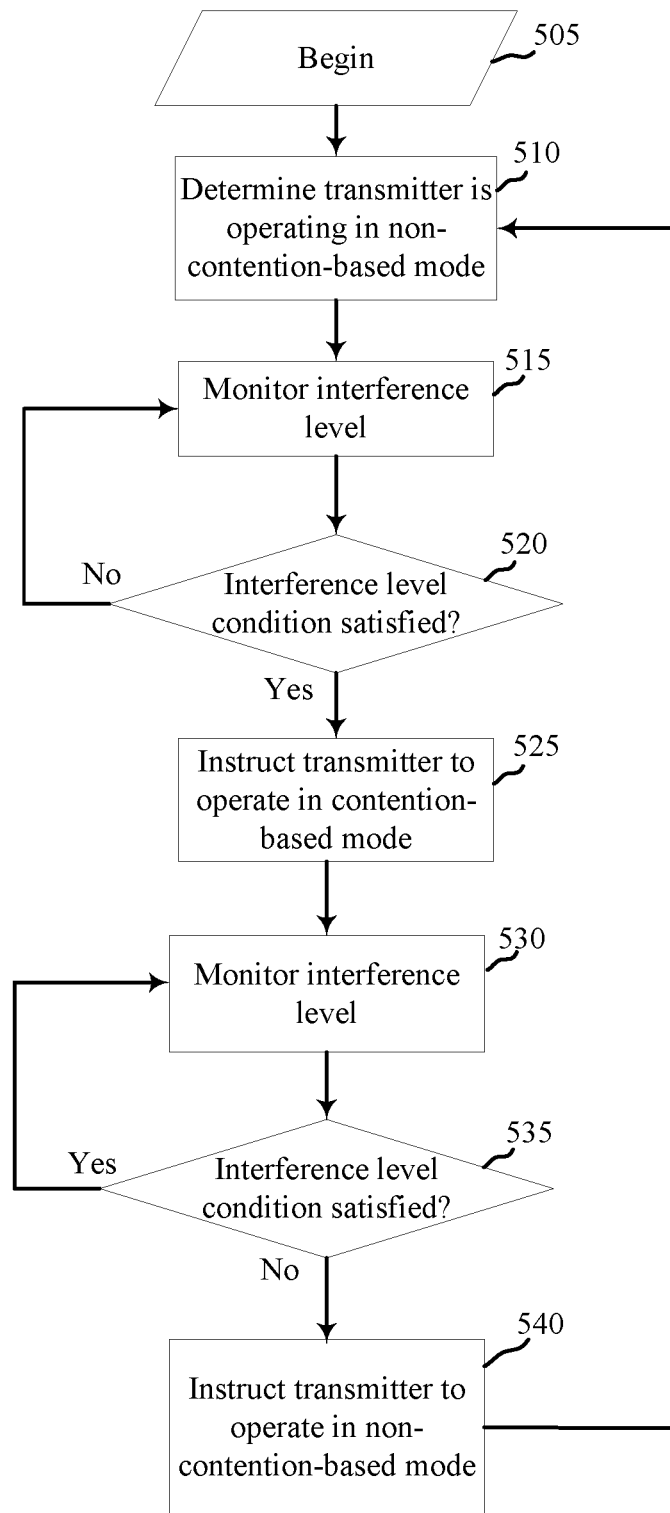 Begin
505
510
Determine transmitter is
operating in non-
contention-based mode
515
Monitor interference
level
520
No
Interference level
condition satisfied?
Yes
525
Instruct transmitter to
operate in contention-
based mode
530
Monitor interference
level
535
Yes
Interference level
condition satisfied?
No
540
Instruct transmitter to
operate in non-
contention-based mode